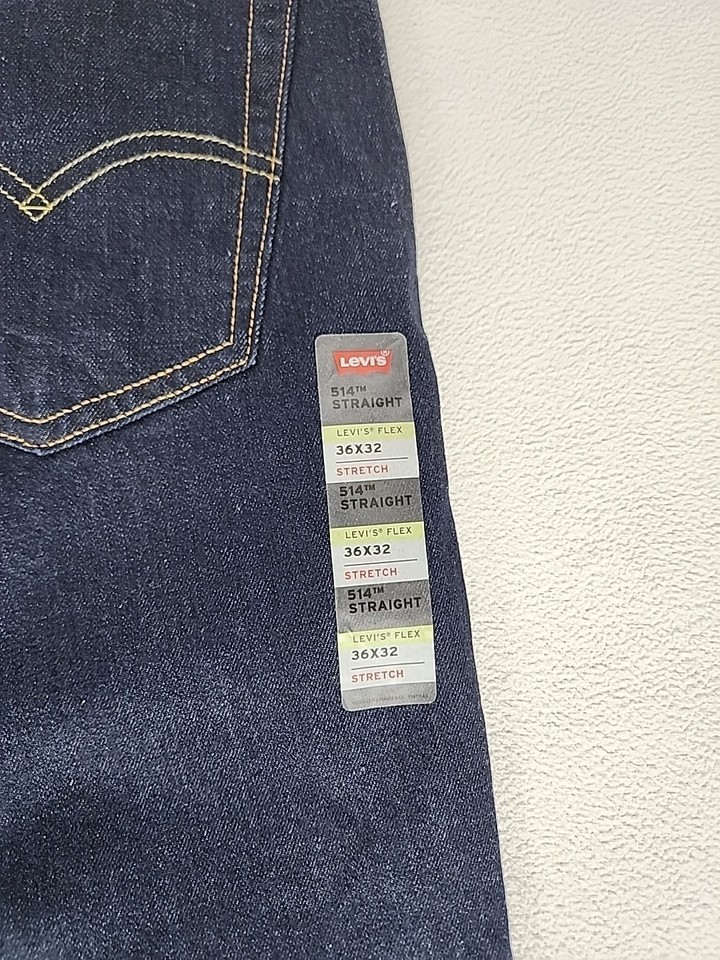 Levi's®
514™
STRAIGHT
LEVI'S® FLEX
36X32
STRETCH
514™
STRAIGHT
LEVI'S® FLEX
36X32
STRETCH
514™
STRAIGHT
LEVI'S® FLEX
36X32
STRETCH